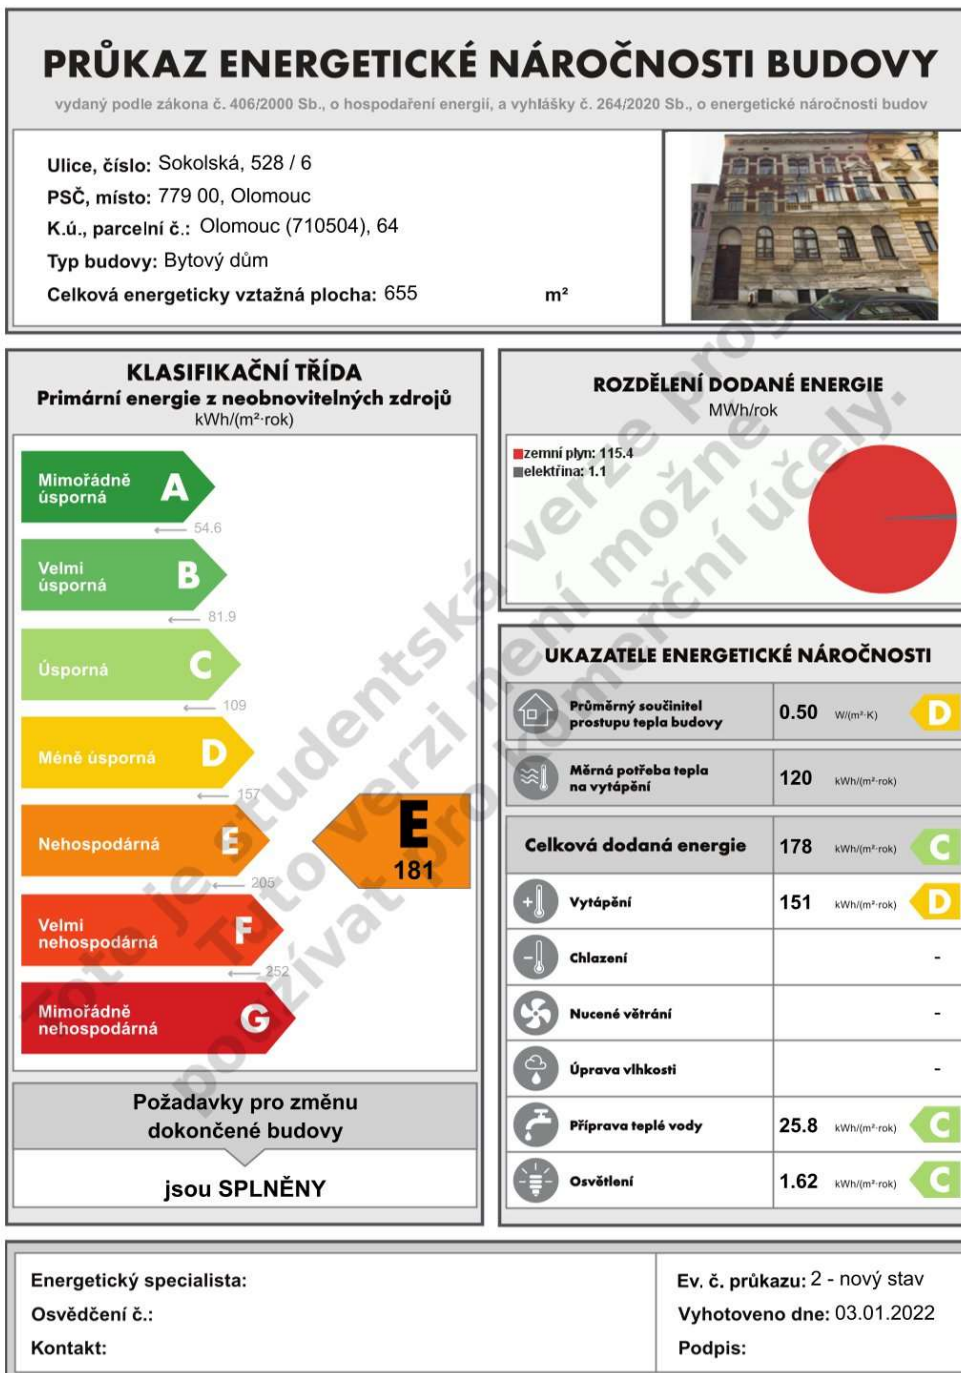 PRŮKAZ ENERGETICKÉ NÁROČNOSTI BUDOVY
vydaný podle zákona č. 406/2000 Sb., o hospodaření energií, a vyhlášky č. 264/2020 Sb., o energetické náročnosti budov
Ulice, číslo: Sokolská, 528 / 6
PSČ, místo: 779 00, Olomouc
K.ú., parcelní č.: Olomouc (710504), 64
Typ budovy: Bytový dům
Celková energeticky vztažná plocha: 655 m²
KLASIFIKAČNÍ TŘÍDA
Primární energie z neobnovitelných zdrojů
kWh/(m²·rok)
Mimořádně
úsporná
A
54.6
Velmi
úsporná
B
81.9
Úsporná
C
109
Méně úsporná
D
157
Nehospodárná
E
205
E
181
Velmi
nehospodárná
F
252
Mimořádně
nehospodárná
G
Požadavky pro změnu
dokončené budovy
jsou SPLNĚNY
ROZDĚLENÍ DODANÉ ENERGIE
MWh/rok
zemní plyn: 115.4
elektřina: 1.1
UKAZATELE ENERGETICKÉ NÁROČNOSTI
Průměrný součinitel
prostupu tepla budovy
0.50 W/(m²·K) D
Měrná potřeba tepla
na vytápění
120 kWh/(m²·rok)
Celková dodaná energie 178 kWh/(m²·rok) C
Vytápění 151 kWh/(m²·rok) D
Chlazení -
Nucené větrání -
Úprava vlhkosti -
Příprava teplé vody 25.8 kWh/(m²·rok) C
Osvětlení 1.62 kWh/(m²·rok) C
Toto je studentská verze
Tuto verzi není možné
používat pro komerční účely.
Energetický specialista:
Osvědčení č.:
Kontakt:
Ev. č. průkazu: 2 - nový stav
Vyhotoveno dne: 03.01.2022
Podpis: